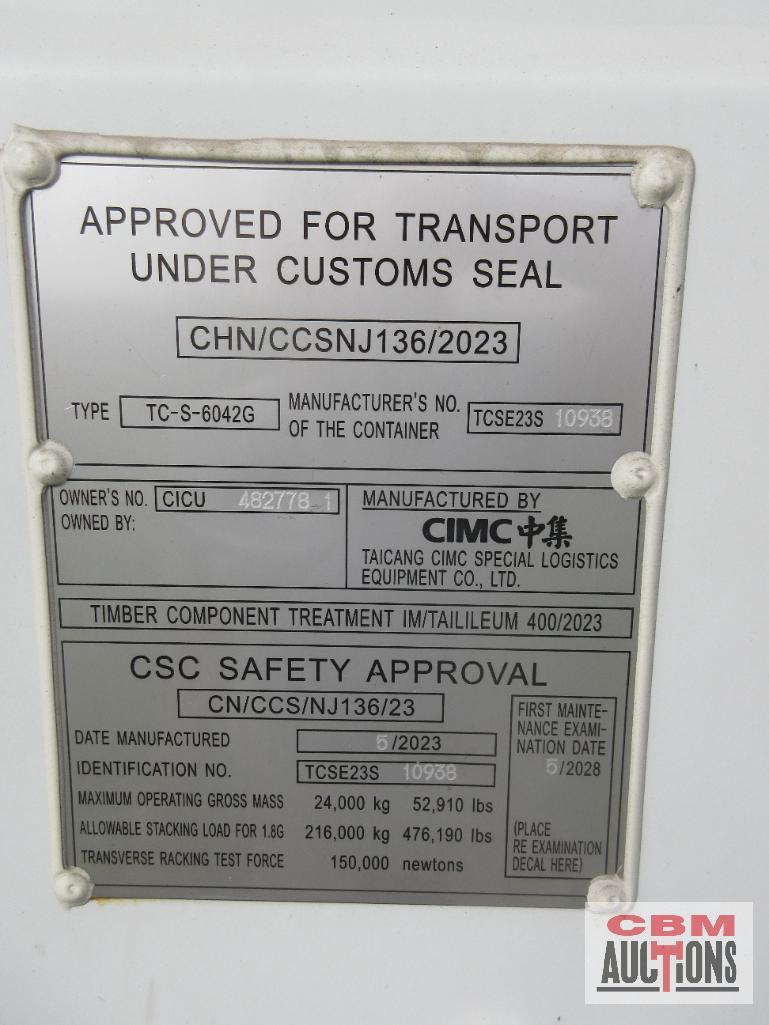 APPROVED FOR TRANSPORT
UNDER CUSTOMS SEAL
CHN/CCSNJ136/2023
TYPE TC-S-6042G MANUFACTURER'S NO. OF THE CONTAINER TCSE23S 10938
OWNER'S NO. CICU 482778 1
OWNED BY:
MANUFACTURED BY
CIMC中集
TAICANG CIMC SPECIAL LOGISTICS
EQUIPMENT CO., LTD.
TIMBER COMPONENT TREATMENT IM/TAILILEUM 400/2023
CSC SAFETY APPROVAL
CN/CCS/NJ136/23
DATE MANUFACTURED 5/2023
IDENTIFICATION NO. TCSE23S 10938
MAXIMUM OPERATING GROSS MASS 24,000 kg 52,910 lbs
ALLOWABLE STACKING LOAD FOR 1.8G 216,000 kg 476,190 lbs
TRANSVERSE RACKING TEST FORCE 150,000 newtons
FIRST MAINTE-
NANCE EXAMI-
NATION DATE
5/2028
(PLACE
RE EXAMINATION
DECAL HERE)
CBM
AUCTIONS